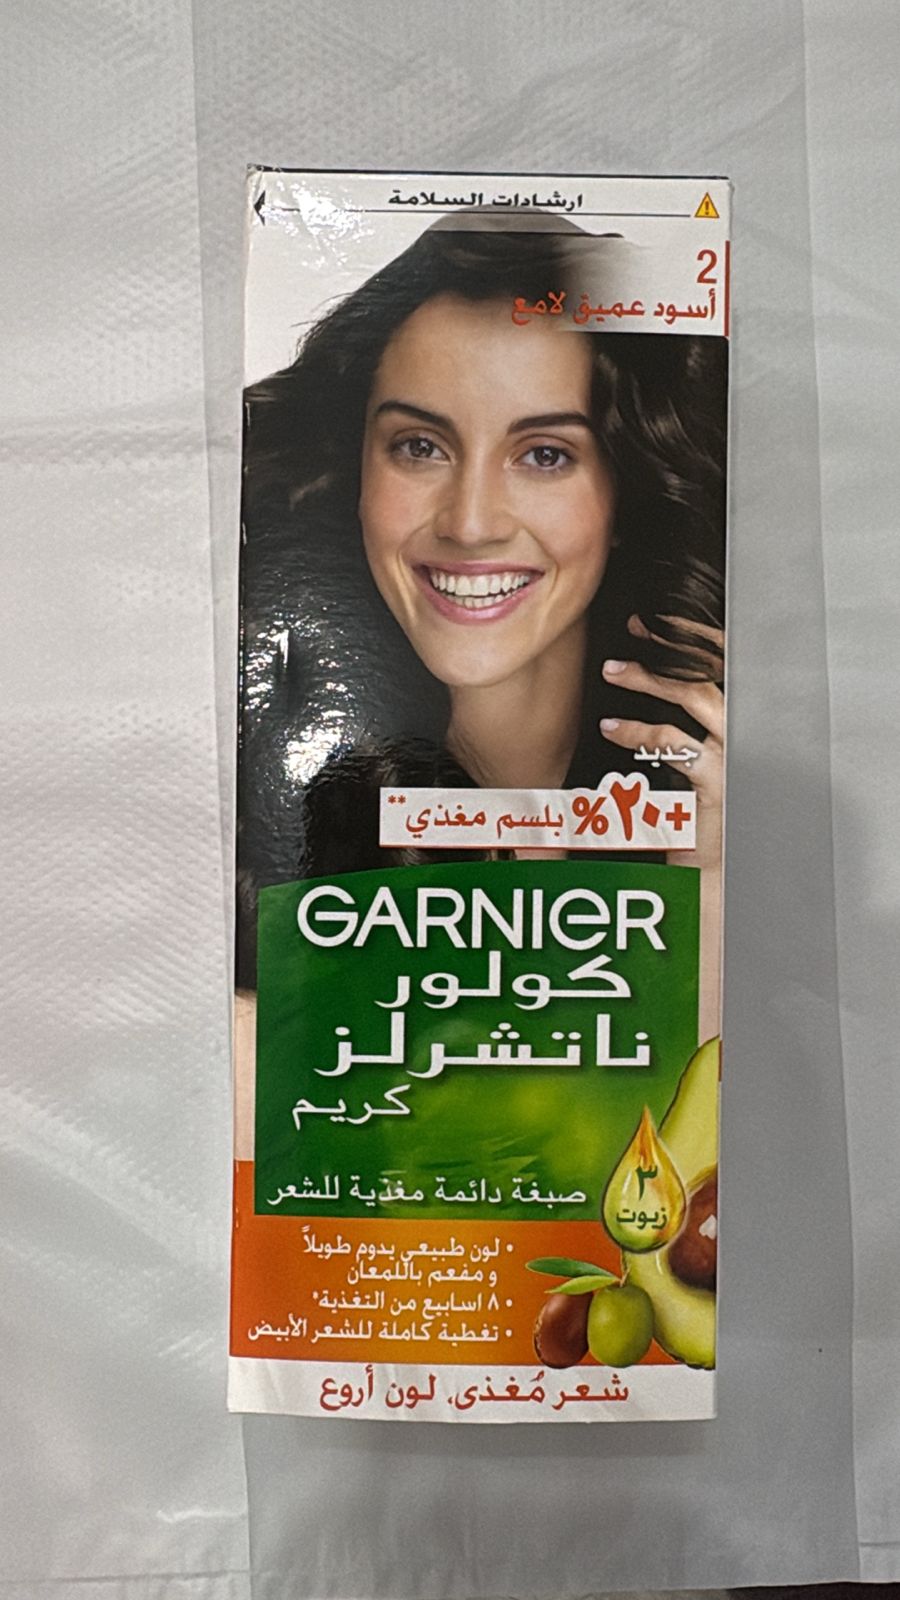 ارشادات السلامة
2
أسود عميق لامع
جديد
+٢٠% بلسم مغذي**
GARNIER
كولور
ناتشرلز
كريم
صبغة دائمة مغذية للشعر
٣
زيوت
• لون طبيعي يدوم طويلاً
و مفعم باللمعان
• ٨ اسابيع من التغذية*
• تغطية كاملة للشعر الأبيض
شعر مُغذى. لون أروع